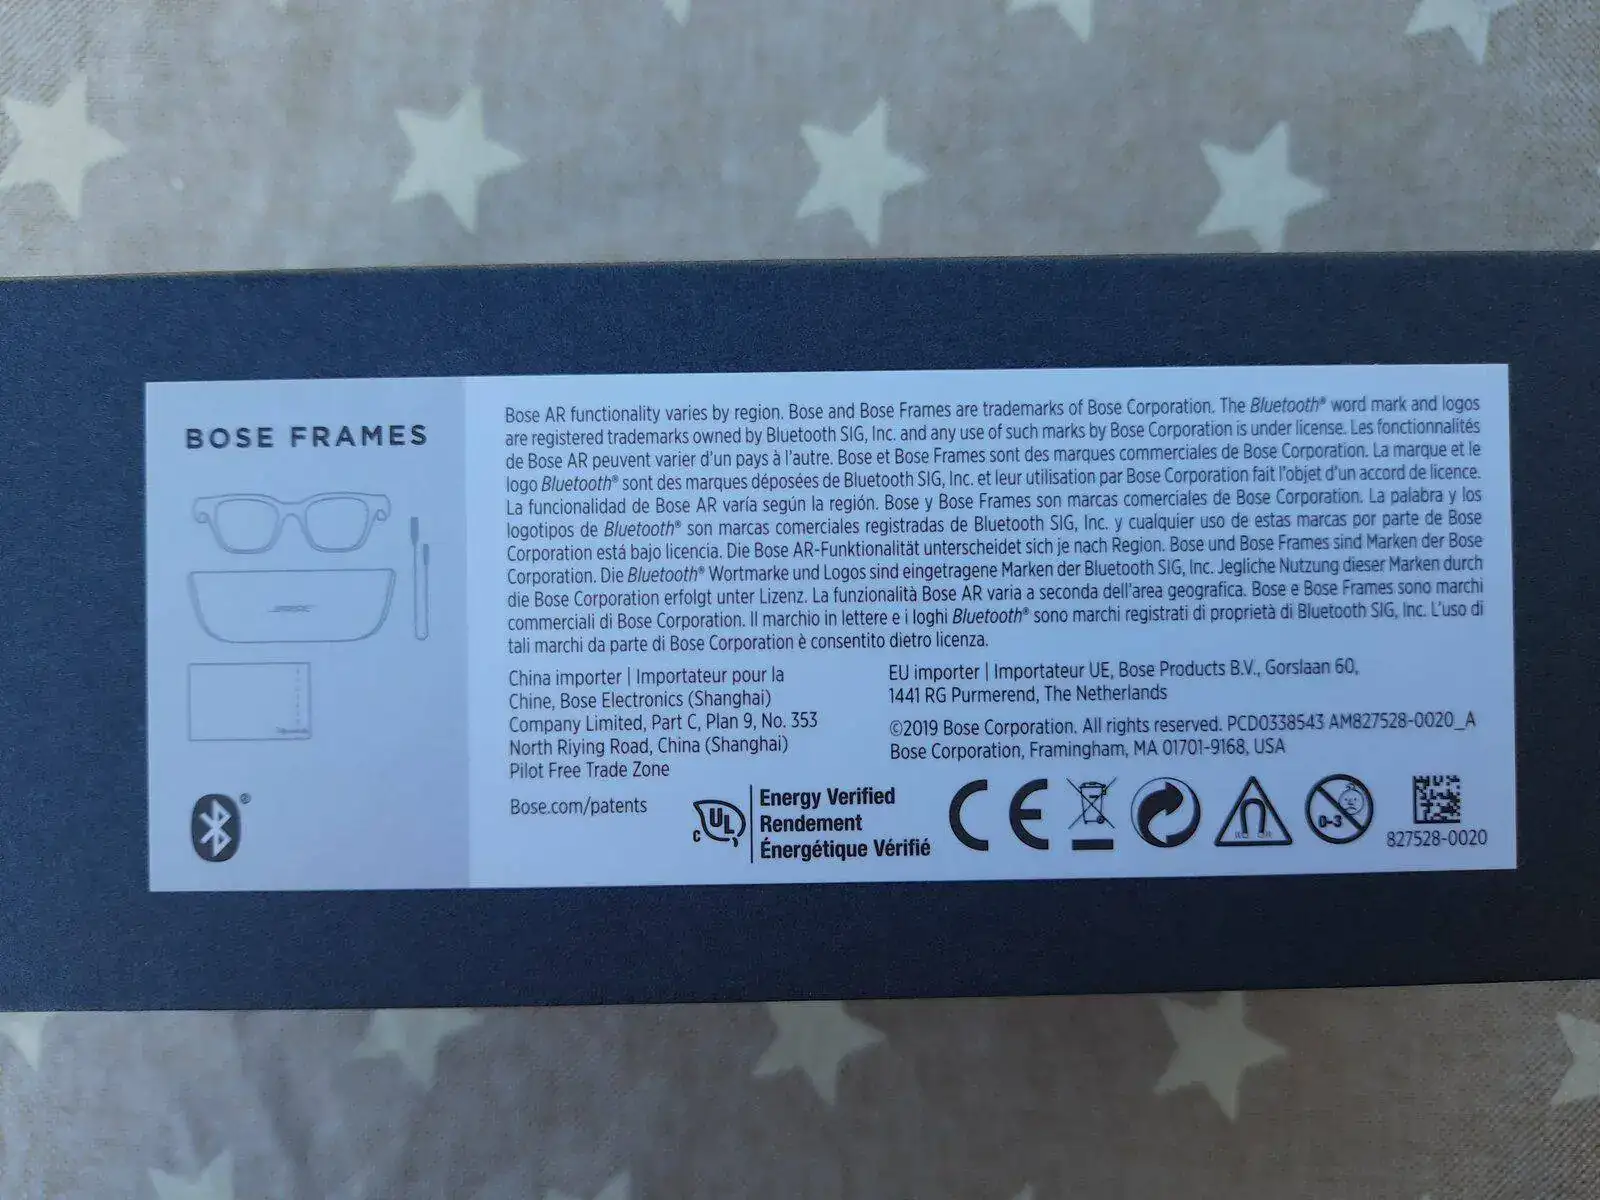 BOSE FRAMES
BOSE
Bose AR functionality varies by region. Bose and Bose Frames are trademarks of Bose Corporation. The Bluetooth® word mark and logos
are registered trademarks owned by Bluetooth SIG, Inc. and any use of such marks by Bose Corporation is under license. Les fonctionnalités
de Bose AR peuvent varier d'un pays à l'autre. Bose et Bose Frames sont des marques commerciales de Bose Corporation. La marque et le
logo Bluetooth® sont des marques déposées de Bluetooth SIG, Inc. et leur utilisation par Bose Corporation fait l'objet d'un accord de licence.
La funcionalidad de Bose AR varía según la región. Bose y Bose Frames son marcas comerciales de Bose Corporation. La palabra y los
logotipos de Bluetooth® son marcas comerciales registradas de Bluetooth SIG, Inc. y cualquier uso de estas marcas por parte de Bose
Corporation está bajo licencia. Die Bose AR-Funktionalität unterscheidet sich je nach Region. Bose und Bose Frames sind Marken der Bose
Corporation. Die Bluetooth® Wortmarke und Logos sind eingetragene Marken der Bluetooth SIG, Inc. Jegliche Nutzung dieser Marken durch
die Bose Corporation erfolgt unter Lizenz. La funzionalità Bose AR varia a seconda dell'area geografica. Bose e Bose Frames sono marchi
commerciali di Bose Corporation. Il marchio in lettere e i loghi Bluetooth® sono marchi registrati di proprietà di Bluetooth SIG, Inc. L'uso di
tali marchi da parte di Bose Corporation è consentito dietro licenza.
China importer | Importateur pour la
Chine, Bose Electronics (Shanghai)
Company Limited, Part C, Plan 9, No. 353
North Riying Road, China (Shanghai)
Pilot Free Trade Zone
Bose.com/patents
EU importer | Importateur UE, Bose Products B.V., Gorslaan 60,
1441 RG Purmerend, The Netherlands
©2019 Bose Corporation. All rights reserved. PCD0338543 AM827528-0020_A
Bose Corporation, Framingham, MA 01701-9168, USA
c UL
Energy Verified
Rendement
Énergétique Vérifié
CE
0-3
827528-0020